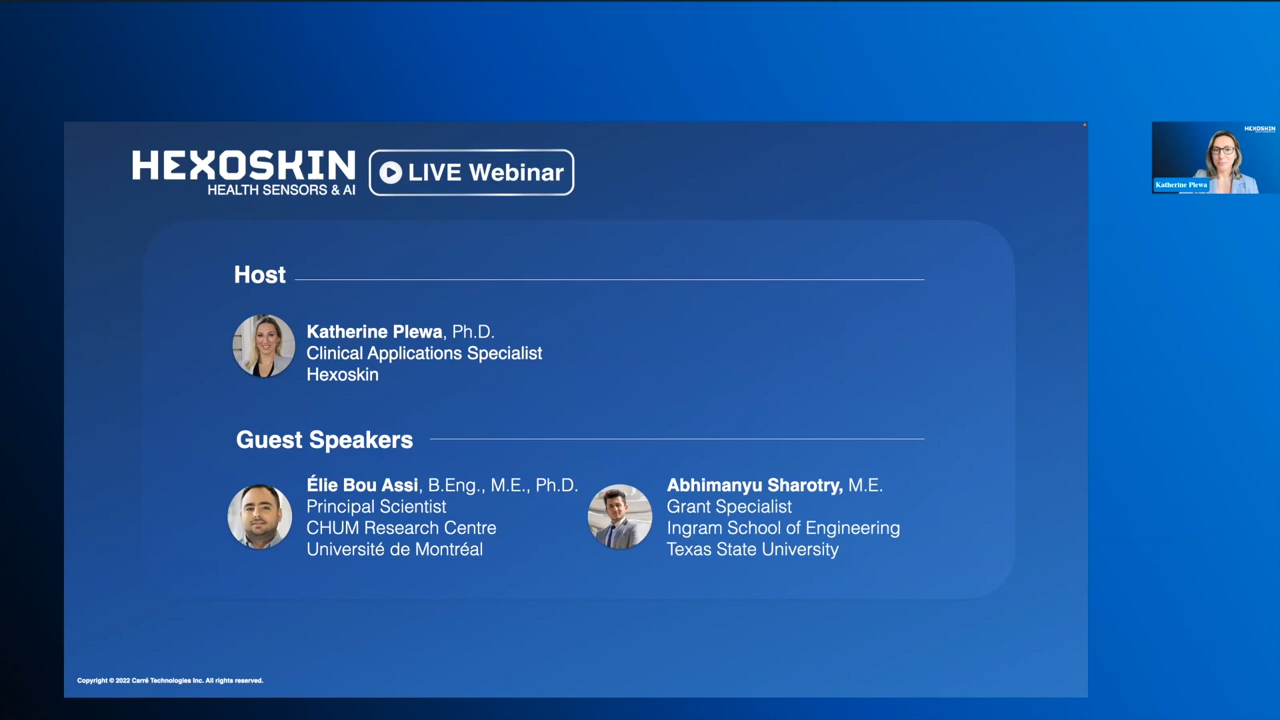 HEXOSKIN
HEALTH SENSORS & AI
LIVE Webinar
Host
Katherine Plewa, Ph.D.
Clinical Applications Specialist
Hexoskin
Guest Speakers
Élie Bou Assi, B.Eng., M.E., Ph.D.
Principal Scientist
CHUM Research Centre
Université de Montréal
Abhimanyu Sharotry, M.E.
Grant Specialist
Ingram School of Engineering
Texas State University
Copyright © 2022 Carré Technologies Inc. All rights reserved.
HEXOSKIN
Katherine Plewa